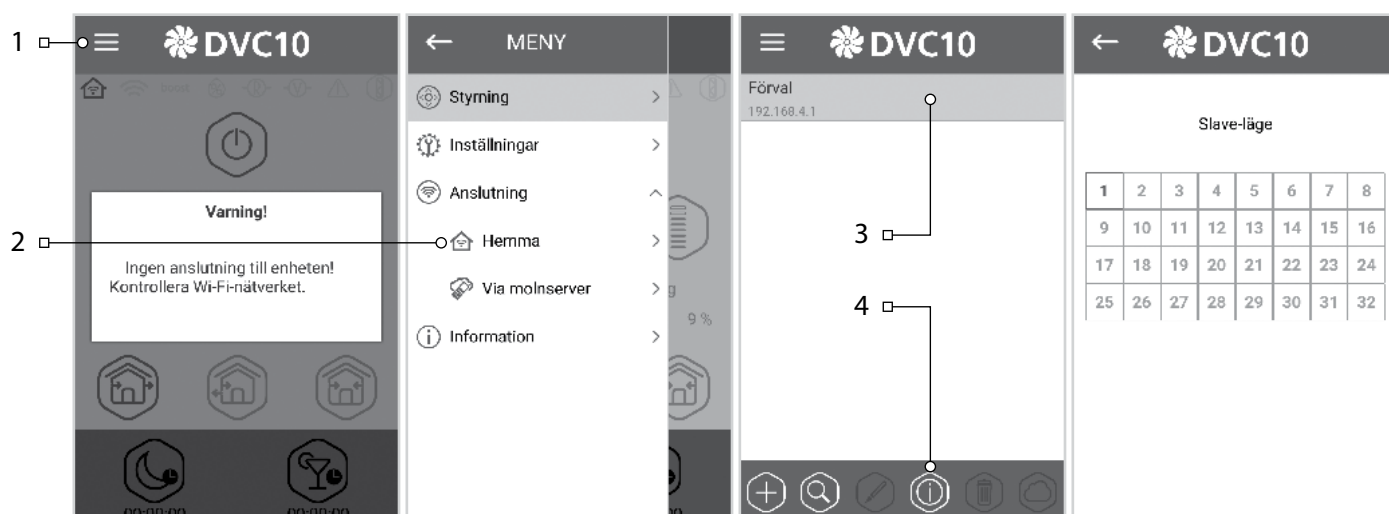 1
DVC10
Boost
Varning!
Ingen anslutning till enheten!
Kontrollera Wi-Fi-nätverket.
00:00:00
00:00:00
2
MENY
Styrning
Inställningar
Anslutning
Hemma
Via molnserver
Information
g
9 %
00
DVC10
Förval
192.168.4.1
3
4
DVC10
Slave-läge
1 2 3 4 5 6 7 8
9 10 11 12 13 14 15 16
17 18 19 20 21 22 23 24
25 26 27 28 29 30 31 32